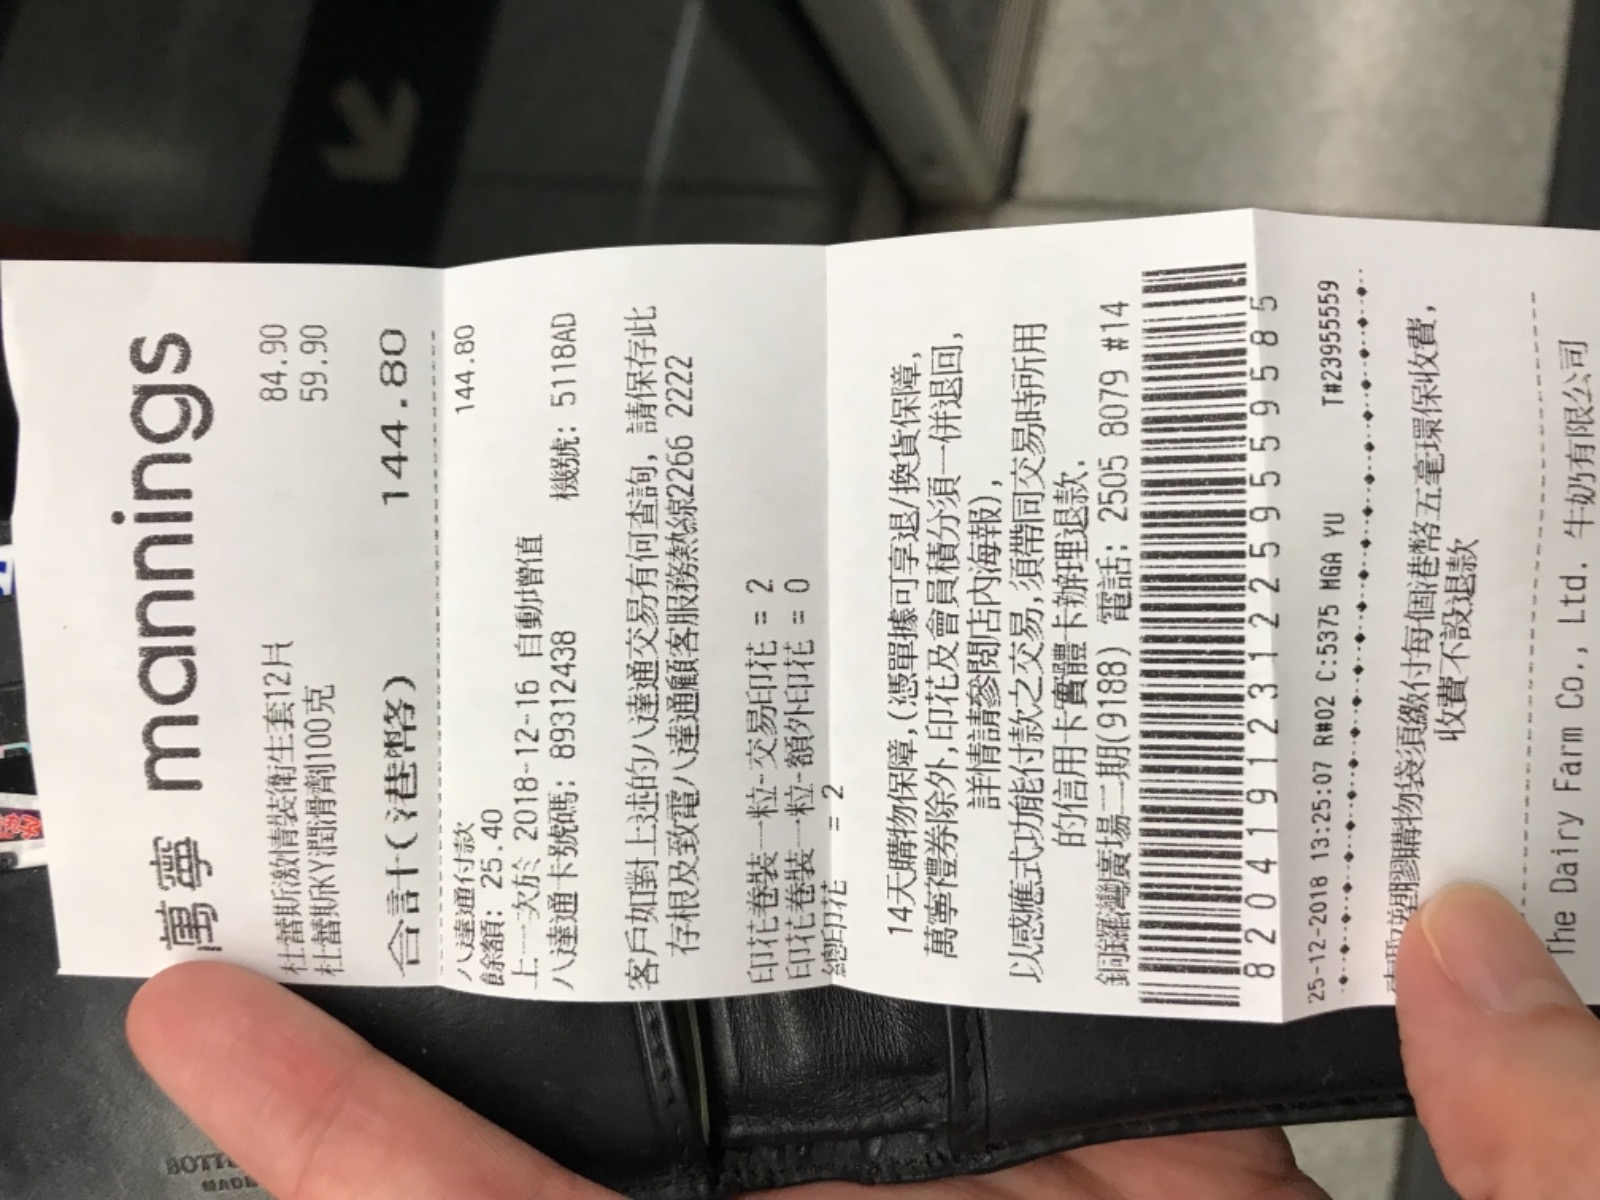 萬寧 mannings
杜蕾斯激情裝衛生套12片 84.90
杜蕾斯KY潤滑劑100克 59.90
合計(港幣) 144.80
八達通付款 144.80
餘額: 25.40
上一次於 2018-12-16 自動增值
八達通卡號碼: 89312438 機號: 5118AD
客戶如對上述的八達通交易有何查詢, 請保存此
存根及致電八達通顧客服務熱線2266 2222
印花卷裝一粒-交易印花 = 2
印花卷裝一粒-額外印花 = 0
總印花 = 2
14天購物保障,(憑單據可享退/換貨保障,
萬寧禮券除外,印花及會員積分須一併退回,
詳情請參閱店內海報),
以感應式功能付款之交易,須帶同交易時所用
的信用卡實體卡辦理退款.
銅鑼灣廣場二期(9188) 電話: 2505 8079 #14
8204191231225955 9585
25-12-2018 13:25:07 R#02 C:5375 MGA YU T#23955559
塑膠購物袋須繳付每個港幣五毫環保收費,
收費不設退款
The Dairy Farm Co., Ltd. 牛奶有限公司